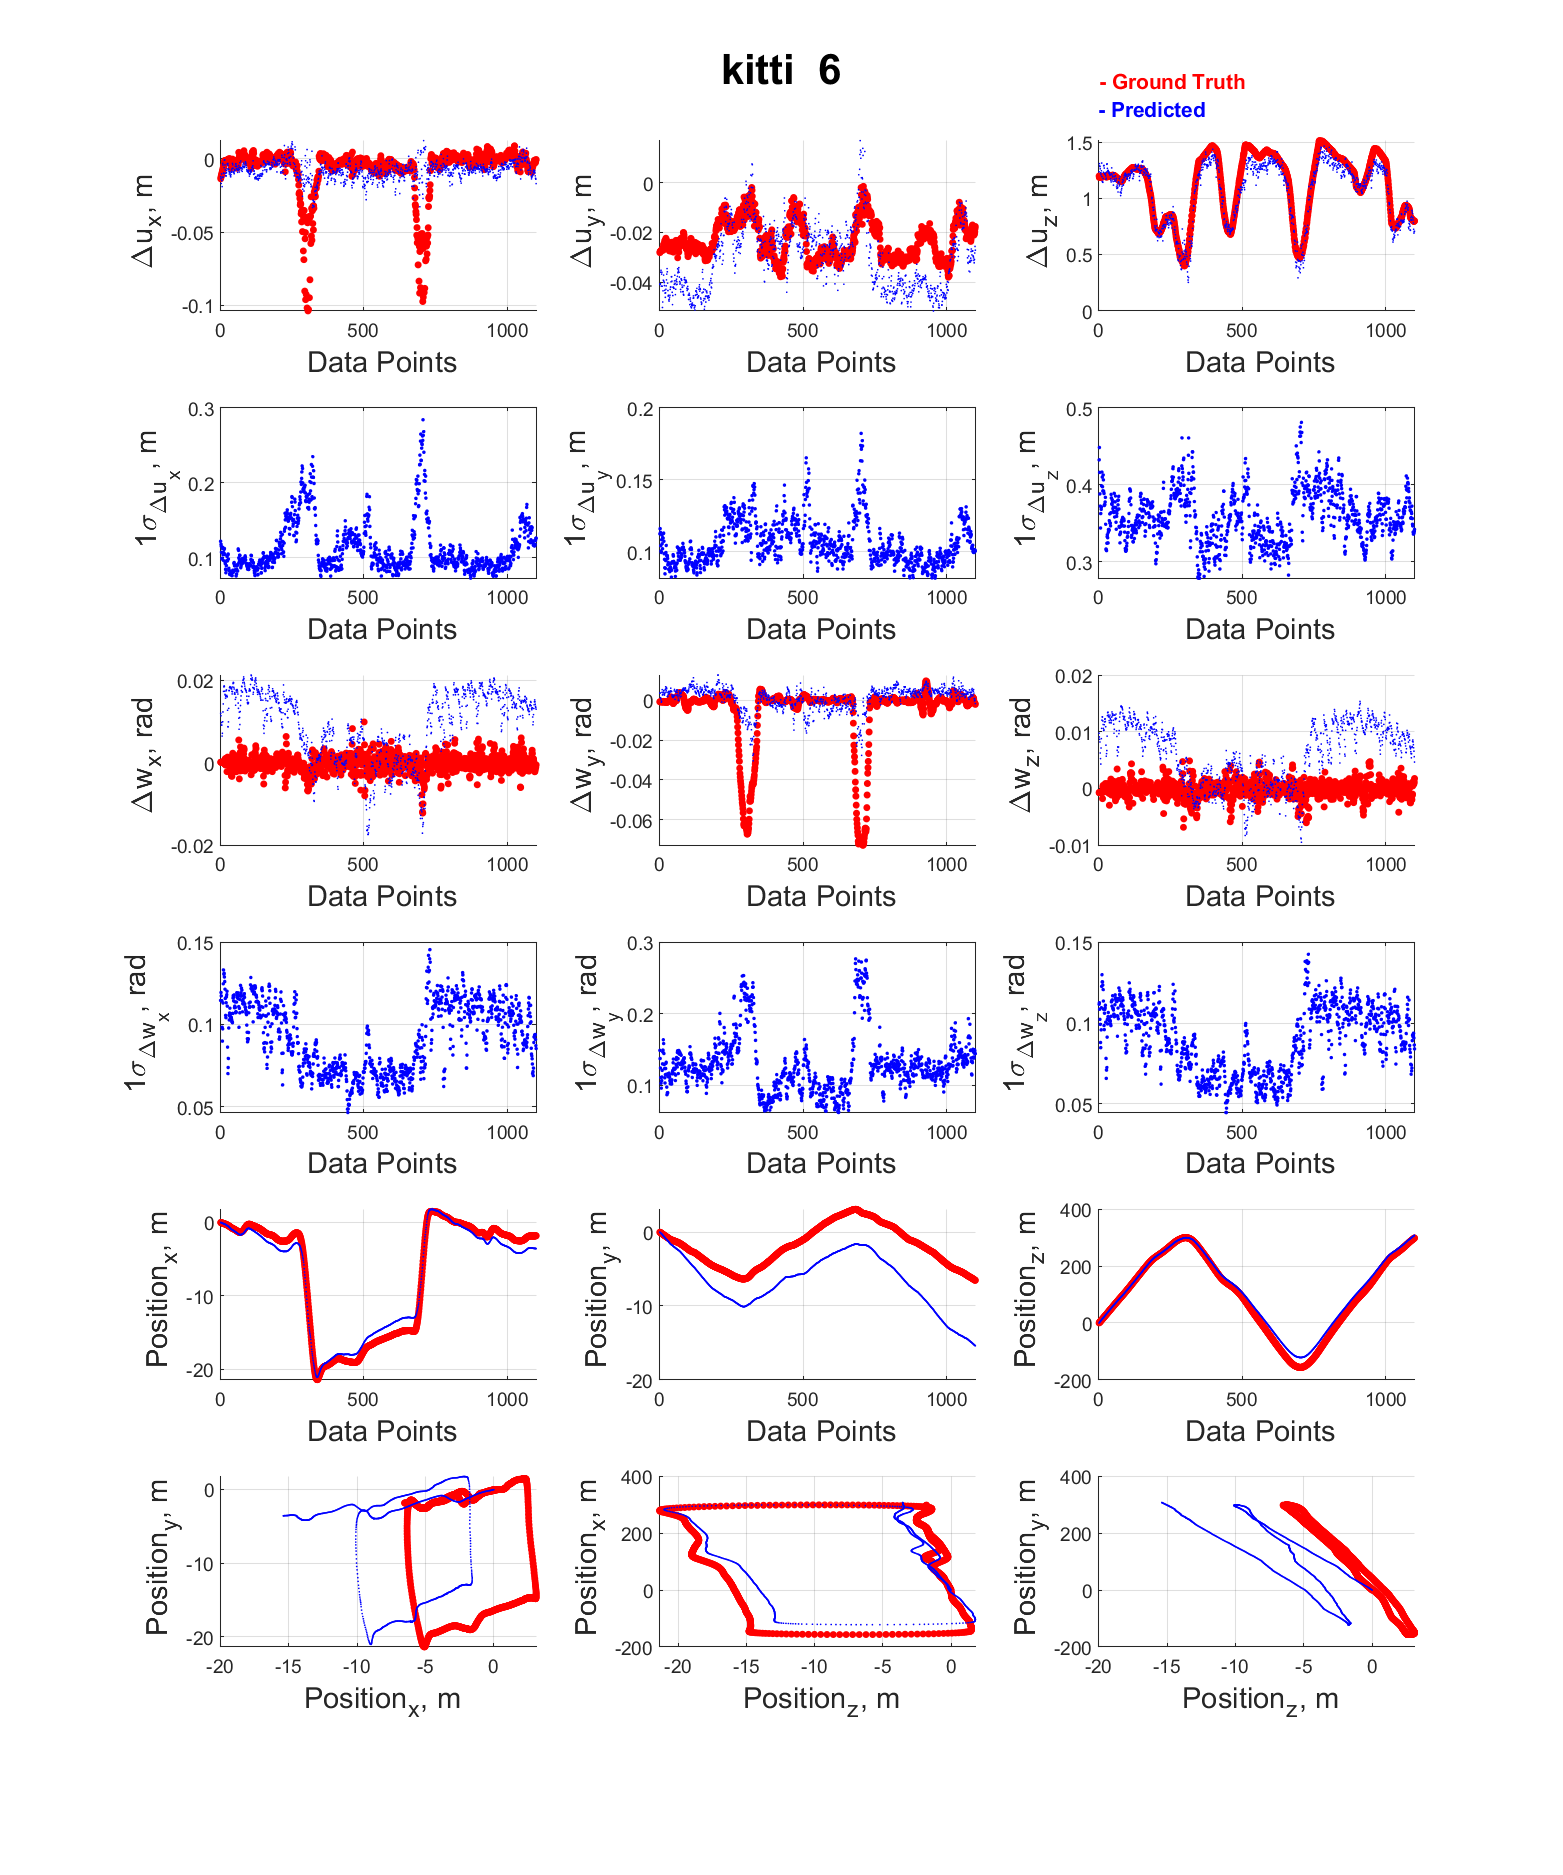 kitti 6
- Ground Truth
- Predicted
Δu_x, m
0
-0.05
-0.1
0 500 1000
Data Points
Δu_y, m
0
-0.02
-0.04
0 500 1000
Data Points
Δu_z, m
1.5
1
0.5
0
0 500 1000
Data Points
1σ_Δu_x, m
0.3
0.2
0.1
0 500 1000
Data Points
1σ_Δu_y, m
0.2
0.15
0.1
0 500 1000
Data Points
1σ_Δu_z, m
0.5
0.4
0.3
0 500 1000
Data Points
Δw_x, rad
0.02
0
-0.02
0 500 1000
Data Points
Δw_y, rad
0
-0.02
-0.04
-0.06
0 500 1000
Data Points
Δw_z, rad
0.02
0.01
0
-0.01
0 500 1000
Data Points
1σ_Δw_x, rad
0.15
0.1
0.05
0 500 1000
Data Points
1σ_Δw_y, rad
0.3
0.2
0.1
0 500 1000
Data Points
1σ_Δw_z, rad
0.15
0.1
0.05
0 500 1000
Data Points
Position_x, m
0
-10
-20
0 500 1000
Data Points
Position_y, m
0
-10
-20
0 500 1000
Data Points
Position_z, m
400
200
0
-200
0 500 1000
Data Points
Position_y, m
0
-10
-20
-20 -15 -10 -5 0
Position_x, m
Position_x, m
400
200
0
-200
-20 -15 -10 -5 0
Position_z, m
Position_y, m
400
200
0
-200
-20 -15 -10 -5 0
Position_z, m